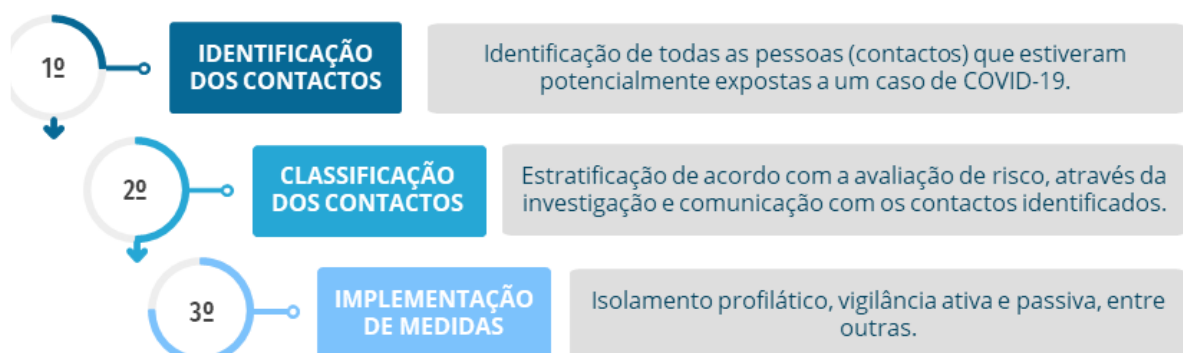 1º
IDENTIFICAÇÃO
DOS CONTACTOS
Identificação de todas as pessoas (contactos) que estiveram
potencialmente expostas a um caso de COVID-19.
2º
CLASSIFICAÇÃO
DOS CONTACTOS
Estratificação de acordo com a avaliação de risco, através da
investigação e comunicação com os contactos identificados.
3º
IMPLEMENTAÇÃO
DE MEDIDAS
Isolamento profilático, vigilância ativa e passiva, entre
outras.